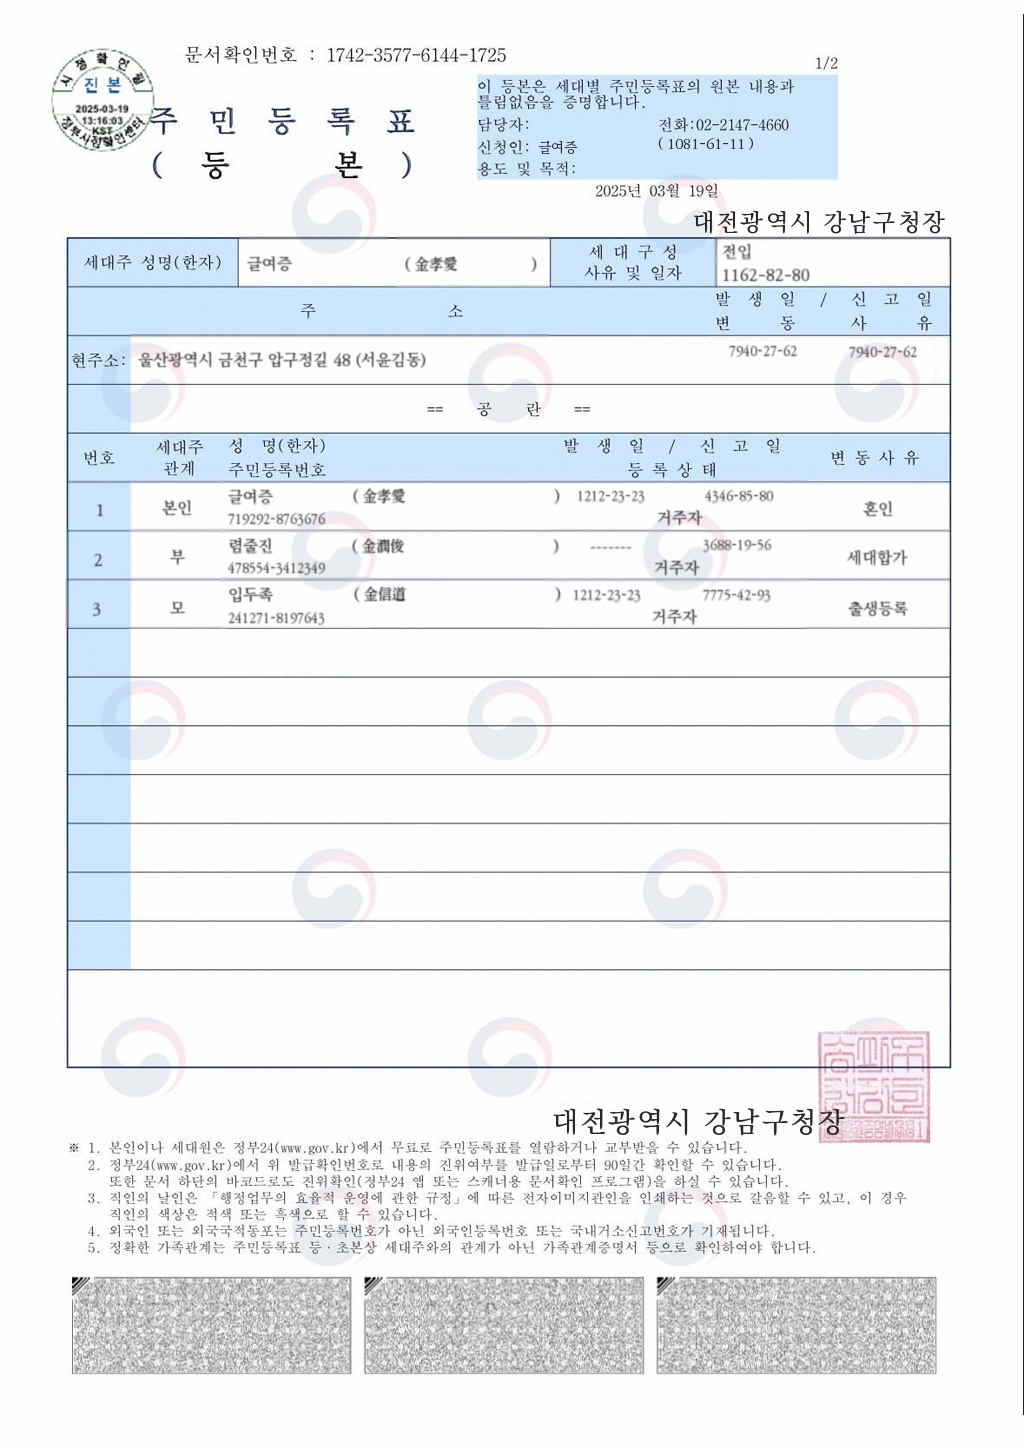 문서확인번호 : 1742-3577-6144-1725
1/2
시점확인필
진본
2025-03-19
13:16:03
KST
정부시점확인센터
주 민 등 록 표
( 등 본 )
이 등본은 세대별 주민등록표의 원본 내용과
틀림없음을 증명합니다.
담당자: 전화:02-2147-4660
신청인: 글여증 ( 1081-61-11 )
용도 및 목적:
2025년 03월 19일
대전광역시 강남구청장
세대주 성명(한자) 글여증 ( 金孝愛 ) 세 대 구 성 사유 및 일자 전입
1162-82-80
주 소 발 생 일 / 신 고 일
변 동 사 유
현주소: 울산광역시 금천구 압구정길 48 (서윤김동) 7940-27-62 7940-27-62
== 공 란 ==
번호 세대주 관계 성 명(한자) 발 생 일 / 신 고 일 변 동 사 유
주민등록번호 등 록 상 태
1 본인 글여증 ( 金孝愛 ) 1212-23-23 4346-85-80 혼인
719292-8763676 거주자
2 부 렴줄진 ( 金潤俊 ) ------- 3688-19-56 세대합가
478554-3412349 거주자
3 모 입두족 ( 金信道 ) 1212-23-23 7775-42-93 출생등록
241271-8197643 거주자
대전광역시 강남구청장
※ 1. 본인이나 세대원은 정부24(www.gov.kr)에서 무료로 주민등록표를 열람하거나 교부받을 수 있습니다.
2. 정부24(www.gov.kr)에서 위 발급확인번호로 내용의 진위여부를 발급일로부터 90일간 확인할 수 있습니다.
또한 문서 하단의 바코드로도 진위확인(정부24 앱 또는 스캐너용 문서확인 프로그램)을 하실 수 있습니다.
3. 직인의 날인은 「행정업무의 효율적 운영에 관한 규정」에 따른 전자이미지관인을 인쇄하는 것으로 갈음할 수 있고, 이 경우
직인의 색상은 적색 또는 흑색으로 할 수 있습니다.
4. 외국인 또는 외국국적동포는 주민등록번호가 아닌 외국인등록번호 또는 국내거소신고번호가 기재됩니다.
5. 정확한 가족관계는 주민등록표 등·초본상 세대주와의 관계가 아닌 가족관계증명서 등으로 확인하여야 합니다.